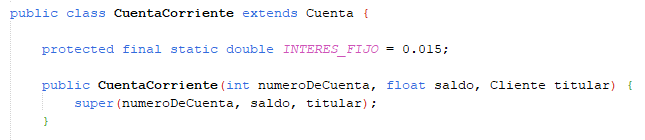 public class CuentaCorriente extends Cuenta {
protected final static double INTERES_FIJO = 0.015;
public CuentaCorriente(int numeroDeCuenta, float saldo, Cliente titular) {
super(numeroDeCuenta, saldo, titular);
}